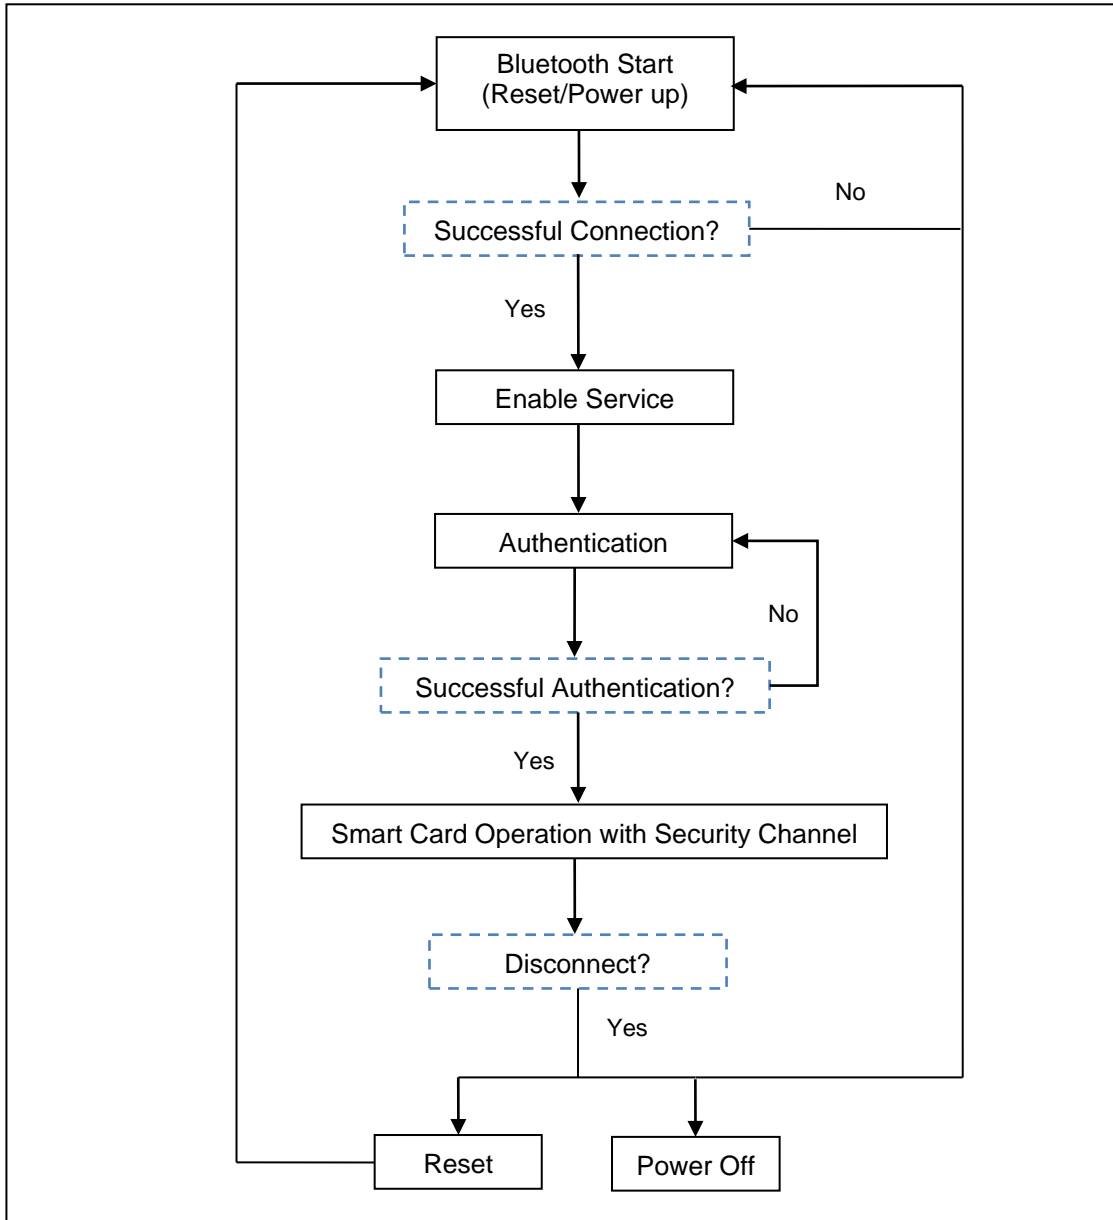 Bluetooth Start
(Reset/Power up)
No
Successful Connection?
Yes
Enable Service
Authentication
No
Successful Authentication?
Yes
Smart Card Operation with Security Channel
Disconnect?
Yes
Reset
Power Off